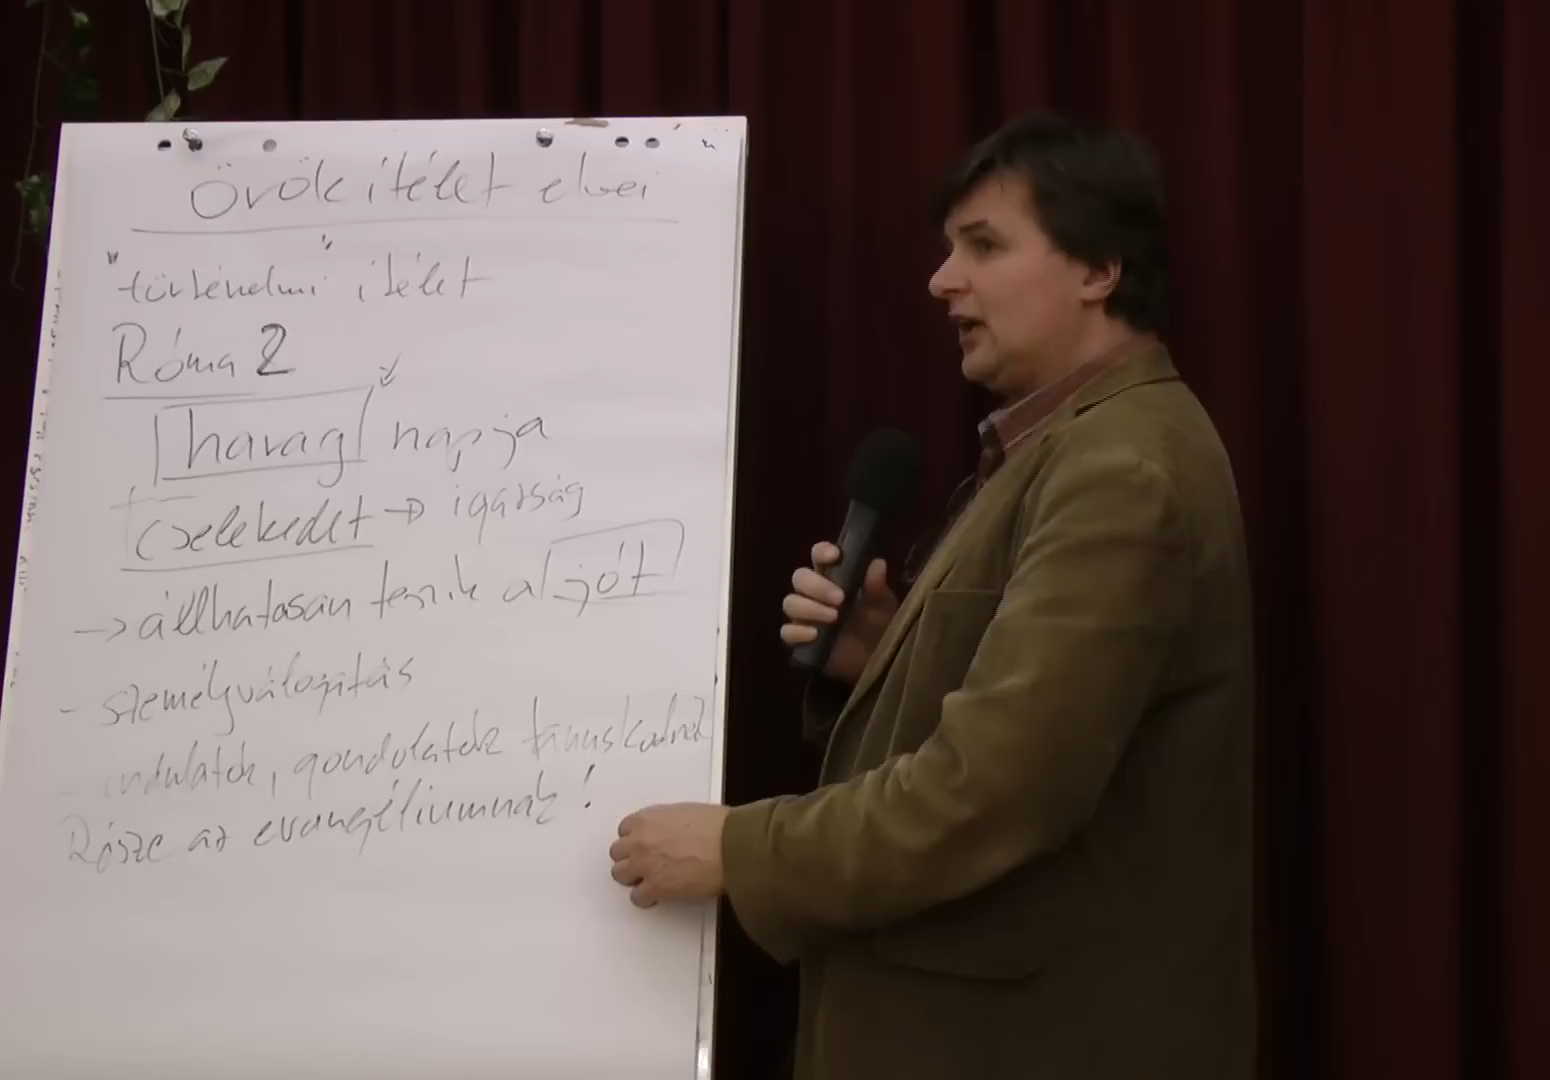 Örök ítélet elvei
"történelmi" ítélet
Róma 2
harag napja
cselekedet → igazság
→ állhatatosan teszik a jót
- személyválogatás
- indulatok, gondolatok tanúskodnak
Része az evangéliumnak!